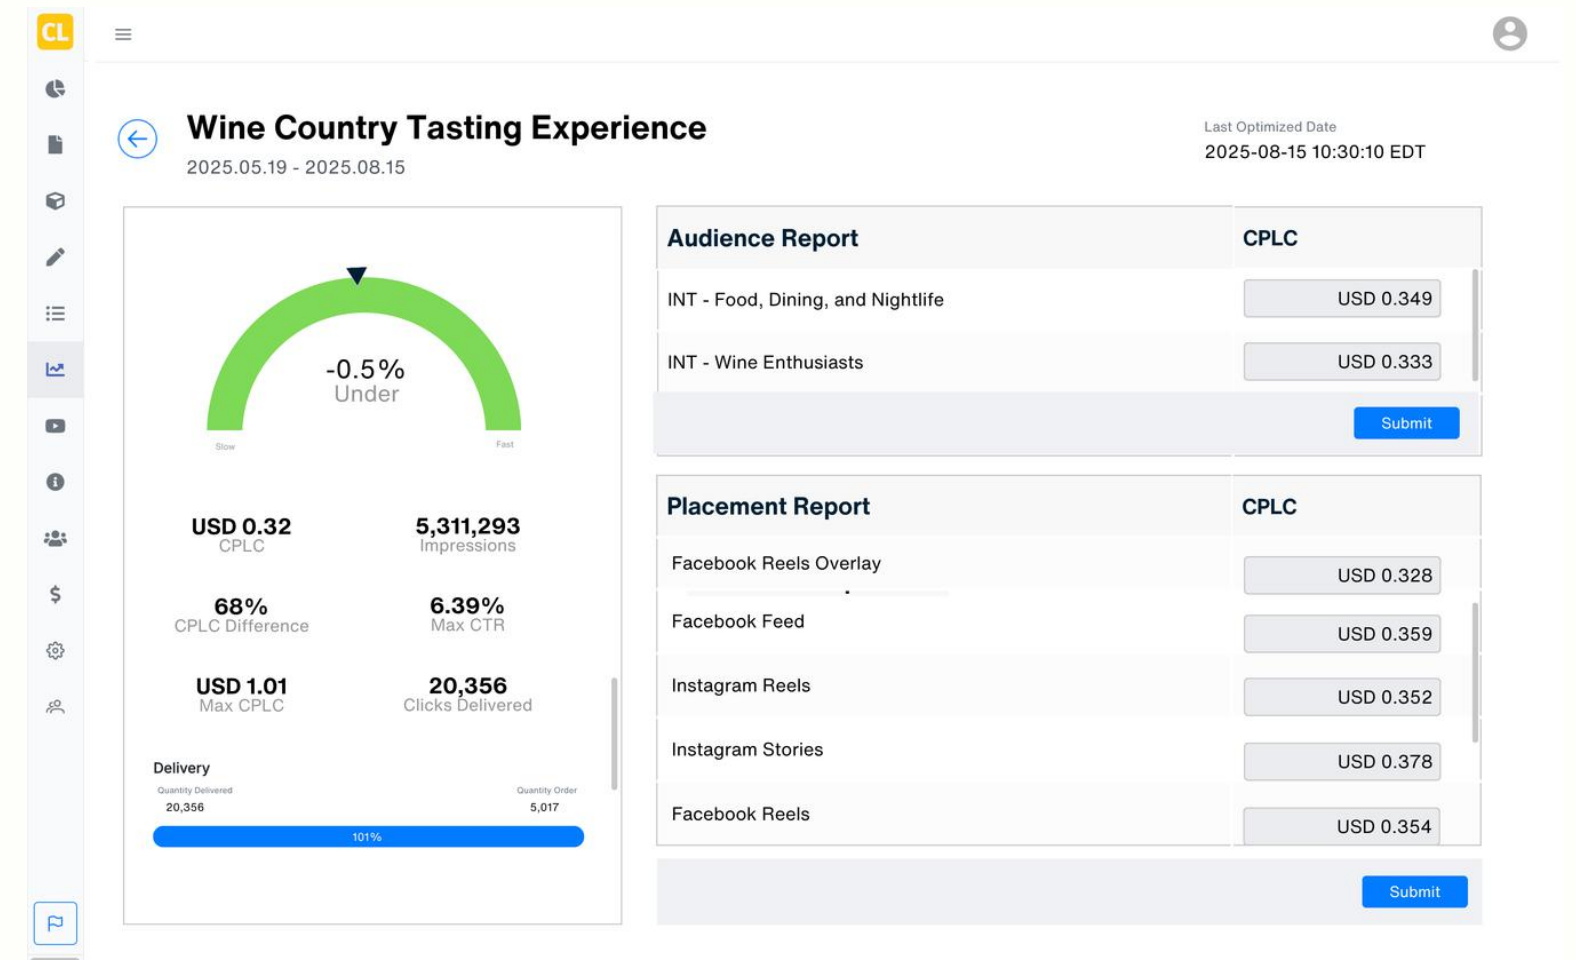 CL
Wine Country Tasting Experience
2025.05.19 - 2025.08.15
Last Optimized Date
2025-08-15 10:30:10 EDT
-0.5%
Under
Slow
Fast
USD 0.32
CPLC
5,311,293
Impressions
68%
CPLC Difference
6.39%
Max CTR
USD 1.01
Max CPLC
20,356
Clicks Delivered
Delivery
Quantity Delivered
Quantity Order
20,356
5,017
101%
Audience Report
CPLC
INT - Food, Dining, and Nightlife
USD 0.349
INT - Wine Enthusiasts
USD 0.333
Submit
Placement Report
CPLC
Facebook Reels Overlay
USD 0.328
Facebook Feed
USD 0.359
Instagram Reels
USD 0.352
Instagram Stories
USD 0.378
Facebook Reels
USD 0.354
Submit